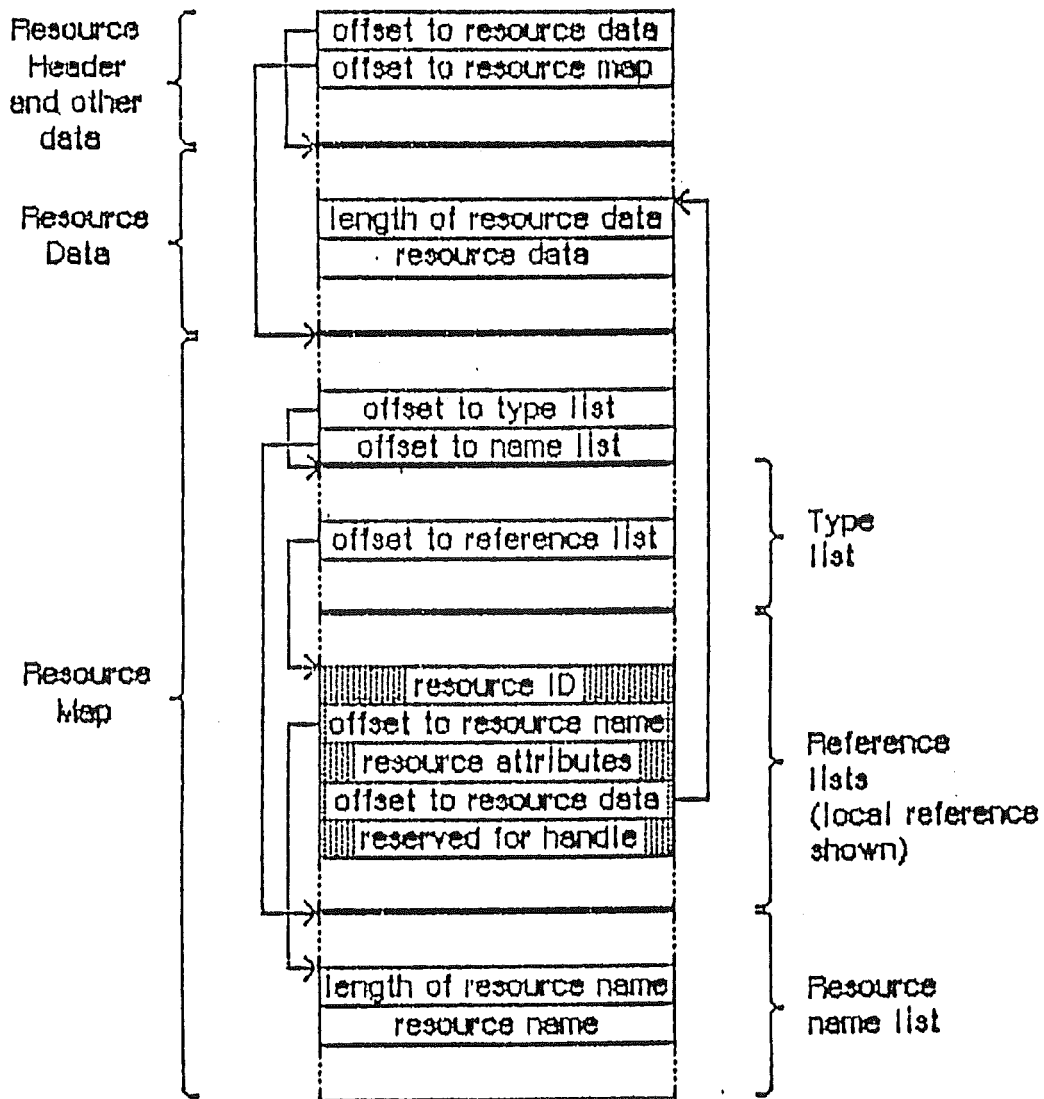 Resource
Header
and other
data
offset to resource data
offset to resource map
Resource
Data
length of resource data
resource data
Resource
Map
offset to type list
offset to name list
Type
list
offset to reference list
Reference
lists
(local reference
shown)
resource ID
offset to resource name
resource attributes
offset to resource data
reserved for handle
Resource
name list
length of resource name
resource name